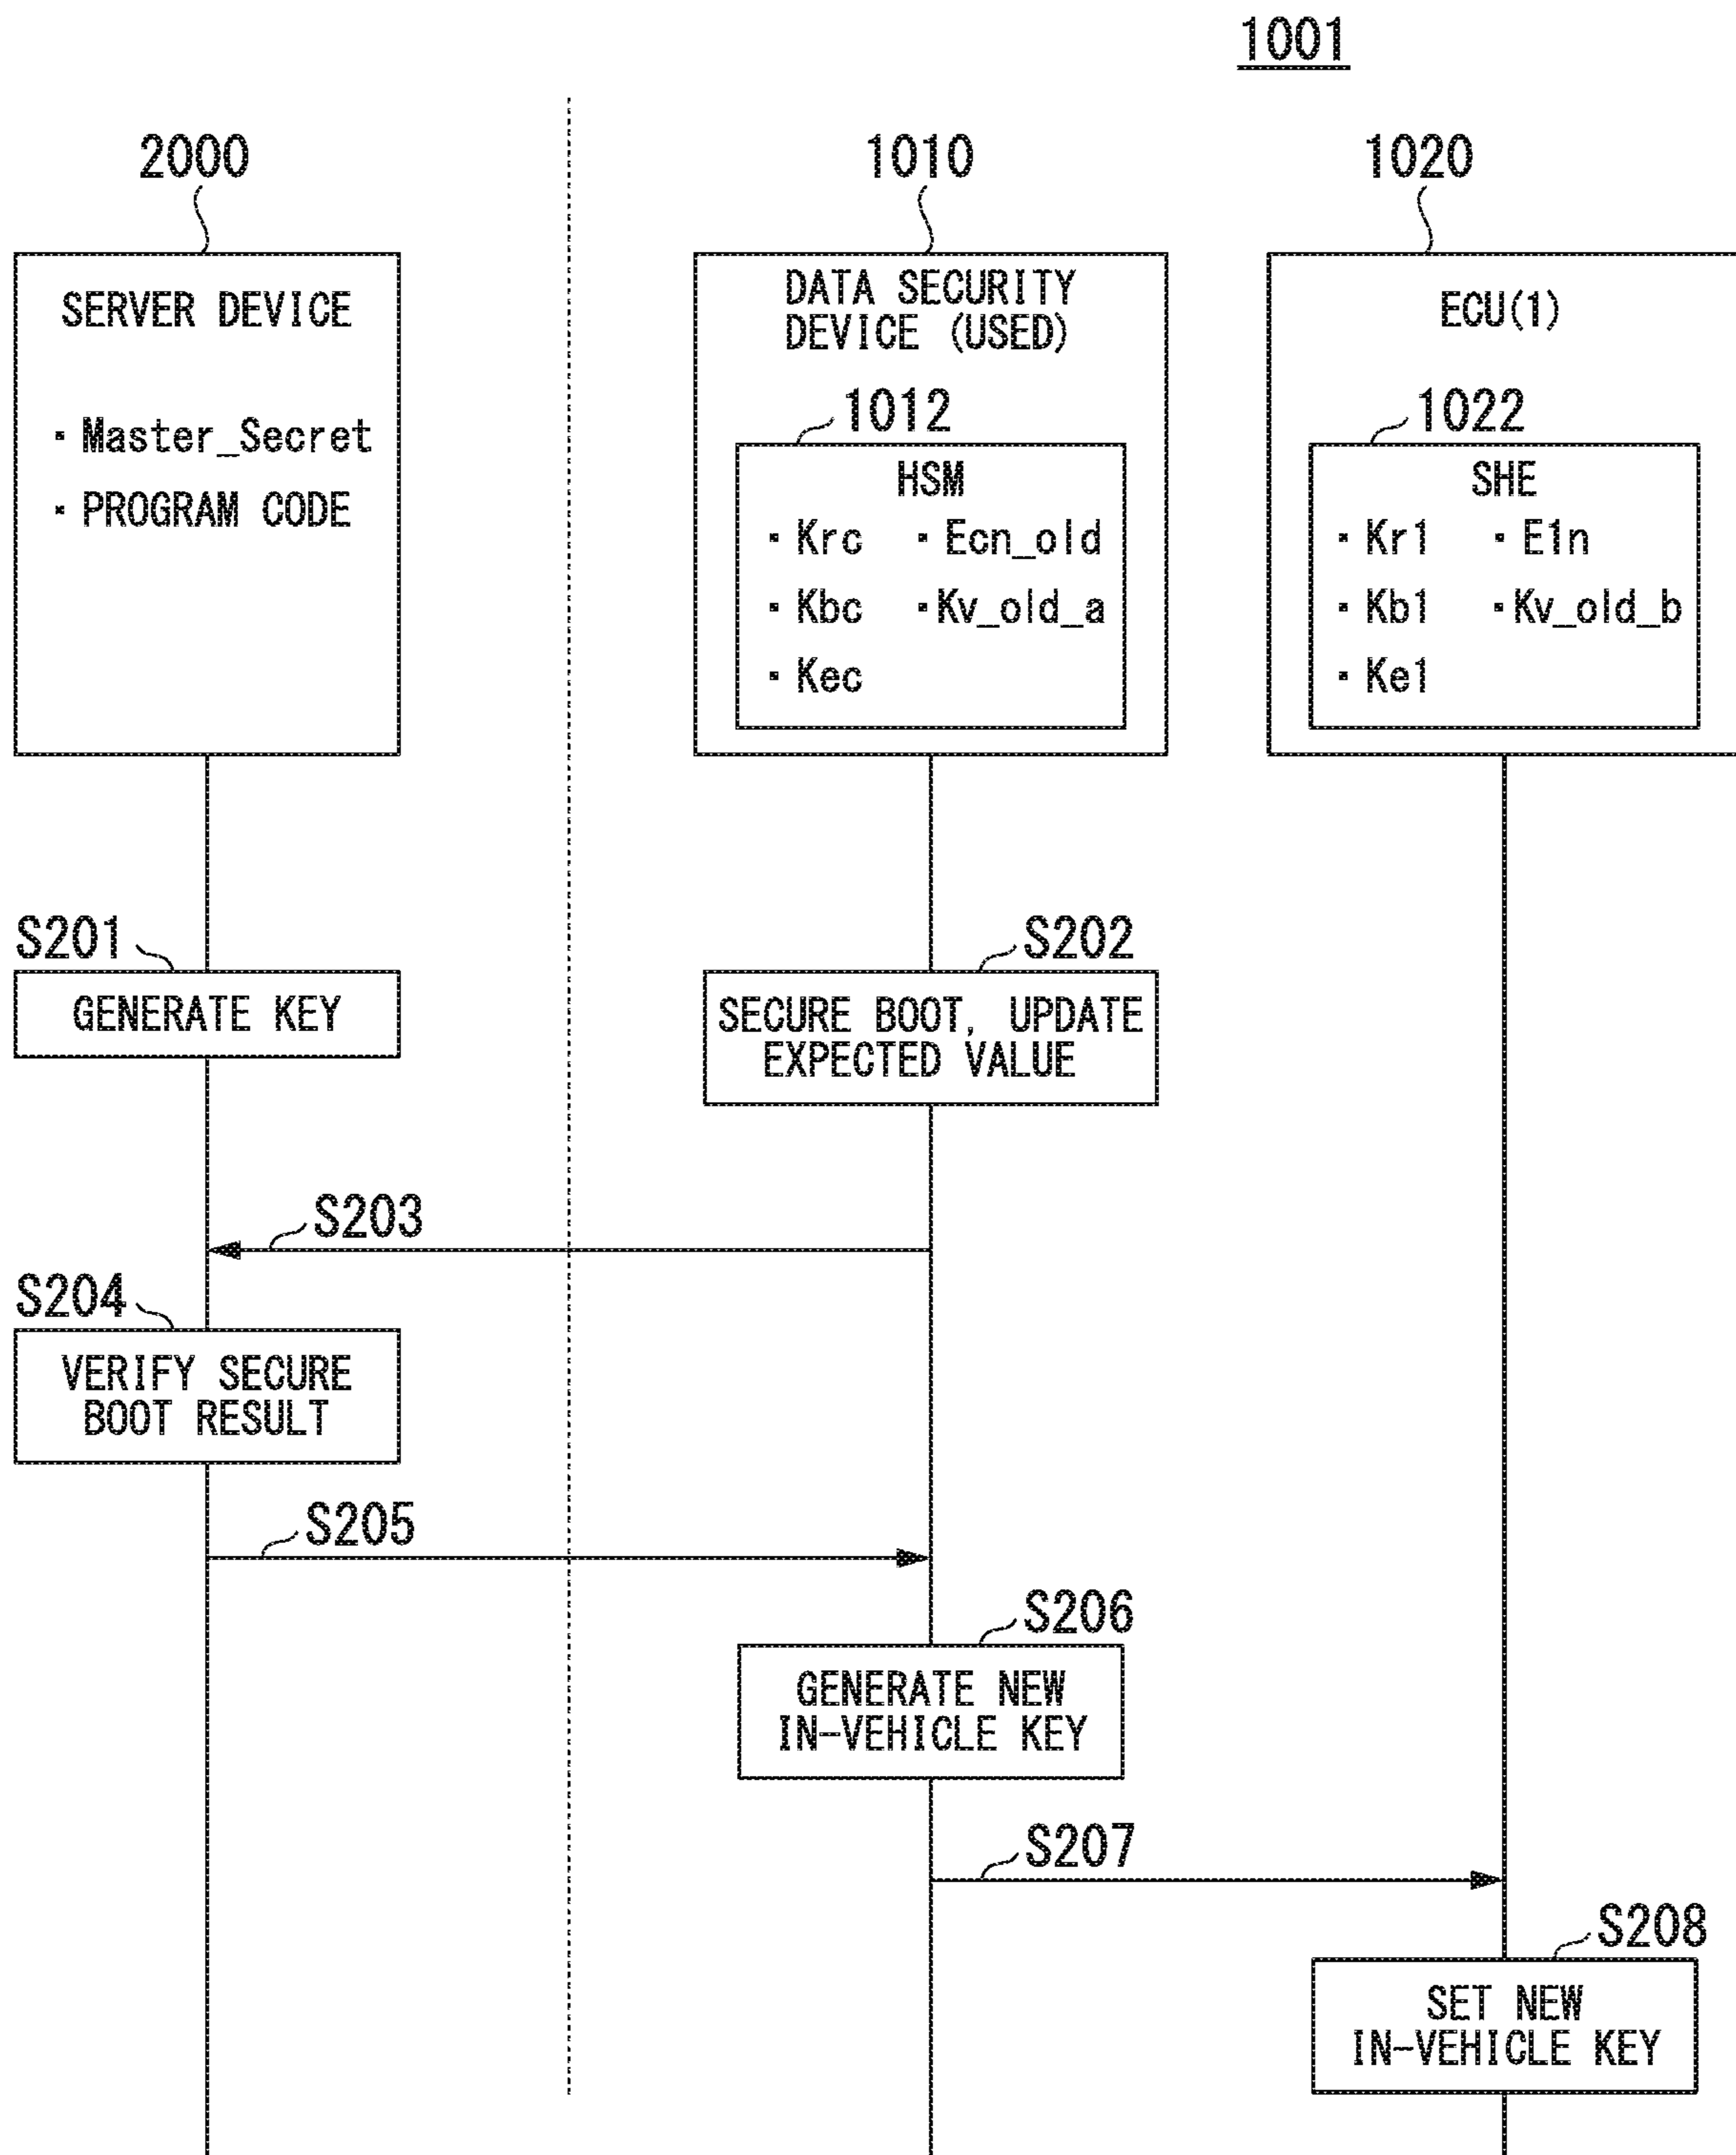 1001
2000
1010
1020
SERVER DEVICE
· Master_Secret
· PROGRAM CODE
DATA SECURITY
DEVICE (USED)
1012
HSM
· Krc · Ecn_old
· Kbc · Kv_old_a
· Kec
ECU(1)
1022
SHE
· Kr1 · E1n
· Kb1 · Kv_old_b
· Ke1
S201
GENERATE KEY
S202
SECURE BOOT, UPDATE
EXPECTED VALUE
S203
S204
VERIFY SECURE
BOOT RESULT
S205
S206
GENERATE NEW
IN-VEHICLE KEY
S207
S208
SET NEW
IN-VEHICLE KEY